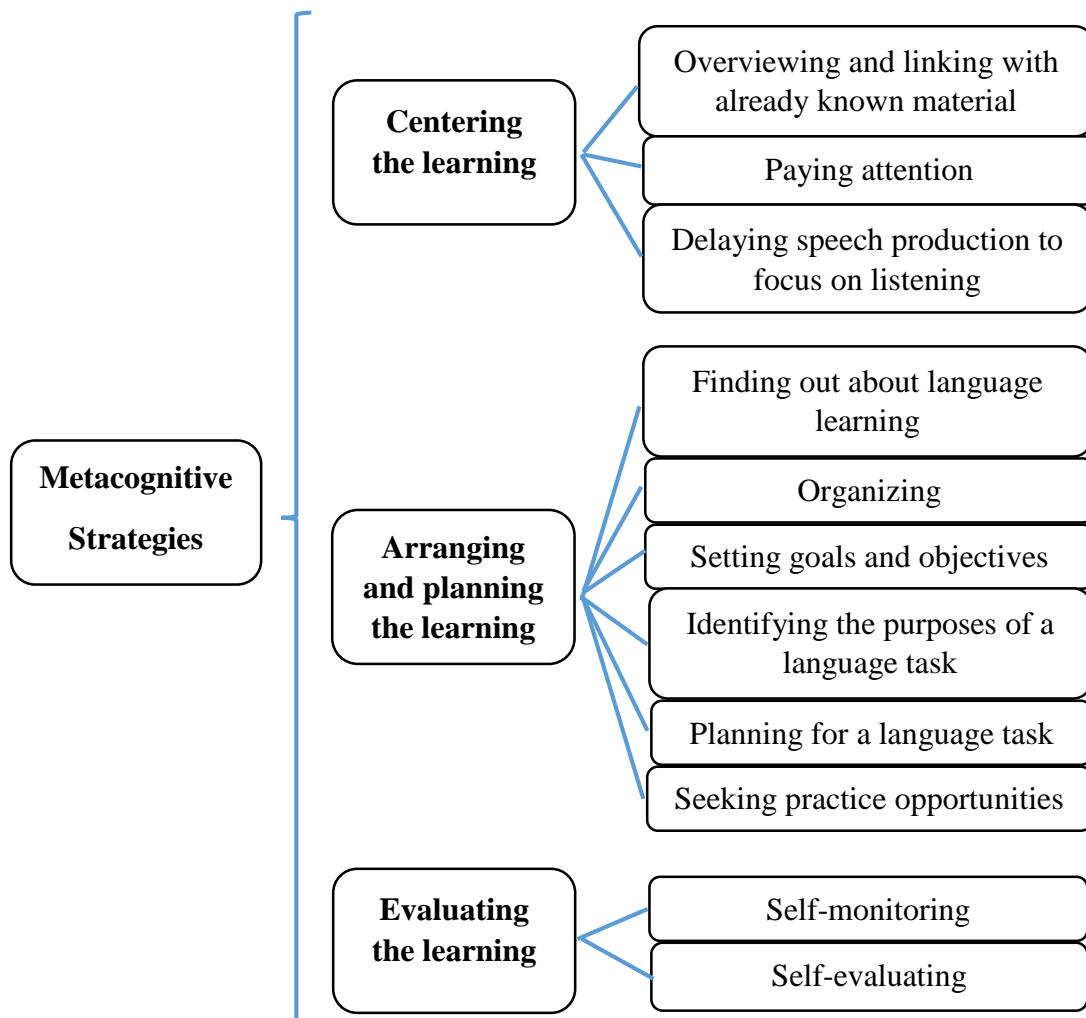 Metacognitive
Strategies
Centering
the learning
Overviewing and linking with
already known material
Paying attention
Delaying speech production to
focus on listening
Arranging
and planning
the learning
Finding out about language
learning
Organizing
Setting goals and objectives
Identifying the purposes of a
language task
Planning for a language task
Seeking practice opportunities
Evaluating
the learning
Self-monitoring
Self-evaluating